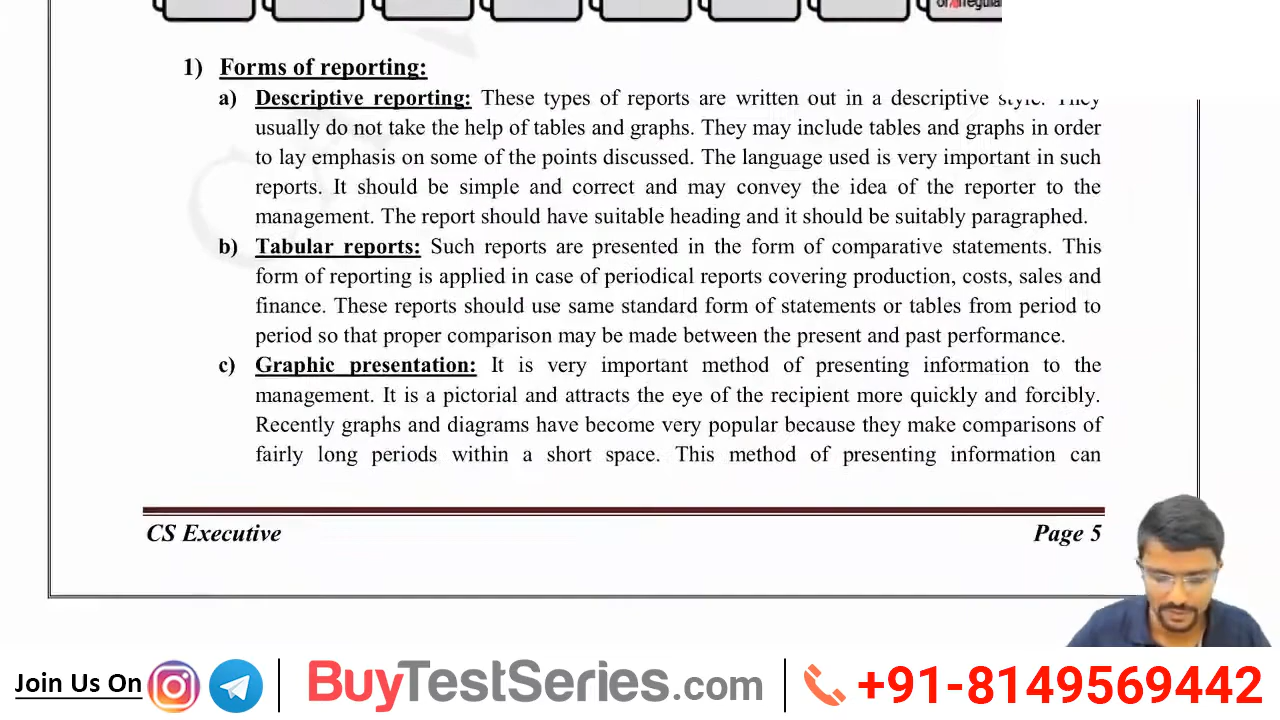 or irregular
1) Forms of reporting:
a) Descriptive reporting: These types of reports are written out in a descriptive style. They
usually do not take the help of tables and graphs. They may include tables and graphs in order
to lay emphasis on some of the points discussed. The language used is very important in such
reports. It should be simple and correct and may convey the idea of the reporter to the
management. The report should have suitable heading and it should be suitably paragraphed.
b) Tabular reports: Such reports are presented in the form of comparative statements. This
form of reporting is applied in case of periodical reports covering production, costs, sales and
finance. These reports should use same standard form of statements or tables from period to
period so that proper comparison may be made between the present and past performance.
c) Graphic presentation: It is very important method of presenting information to the
management. It is a pictorial and attracts the eye of the recipient more quickly and forcibly.
Recently graphs and diagrams have become very popular because they make comparisons of
fairly long periods within a short space. This method of presenting information can
CS Executive
Page 5
Join Us On
BuyTestSeries.com
+91-8149569442